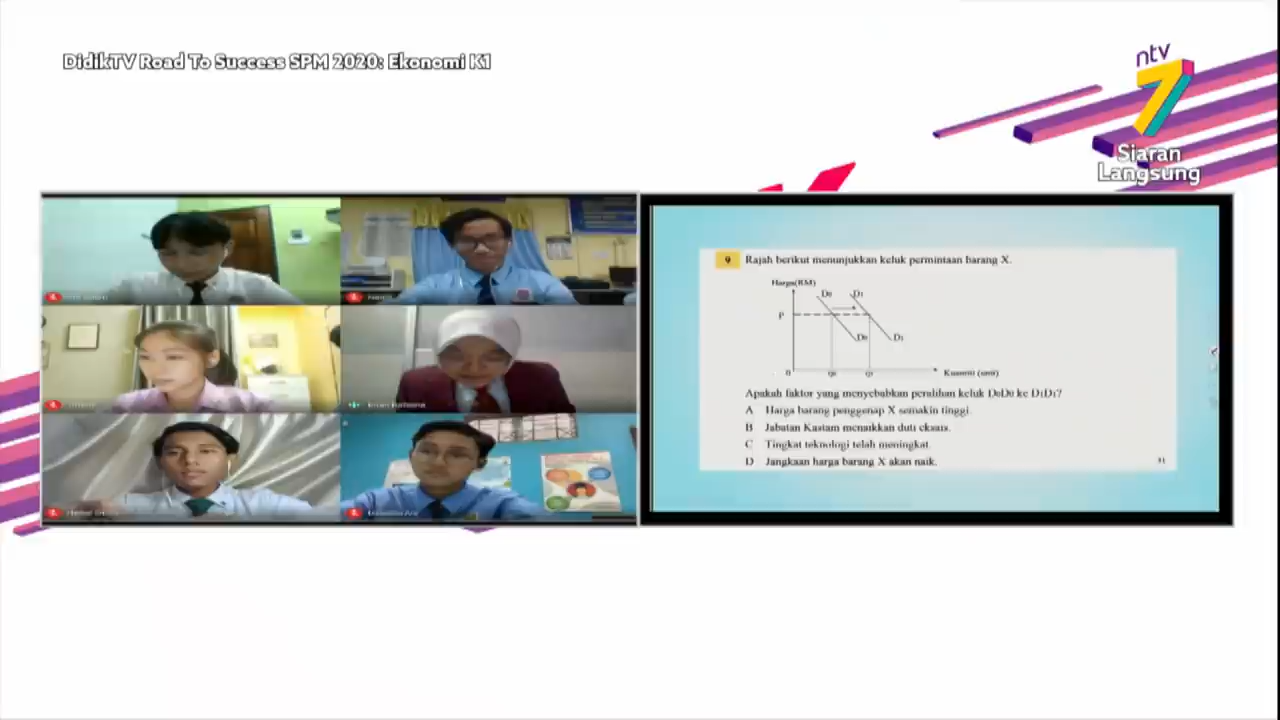 DidikTV Road To Success SPM 2020: Ekonomi K1
ntv
7
Siaran
Langsung
9 Rajah berikut menunjukkan keluk permintaan barang X.
Harga(RM)
D0 D1
P
D0 D1
0 Q0 Q1 Kuantiti (unit)
Apakah faktor yang menyebabkan peralihan keluk D0D0 ke D1D1?
A Harga barang penggenap X semakin tinggi.
B Jabatan Kastam menaikkan duti eksais.
C Tingkat teknologi telah meningkat.
D Jangkaan harga barang X akan naik.